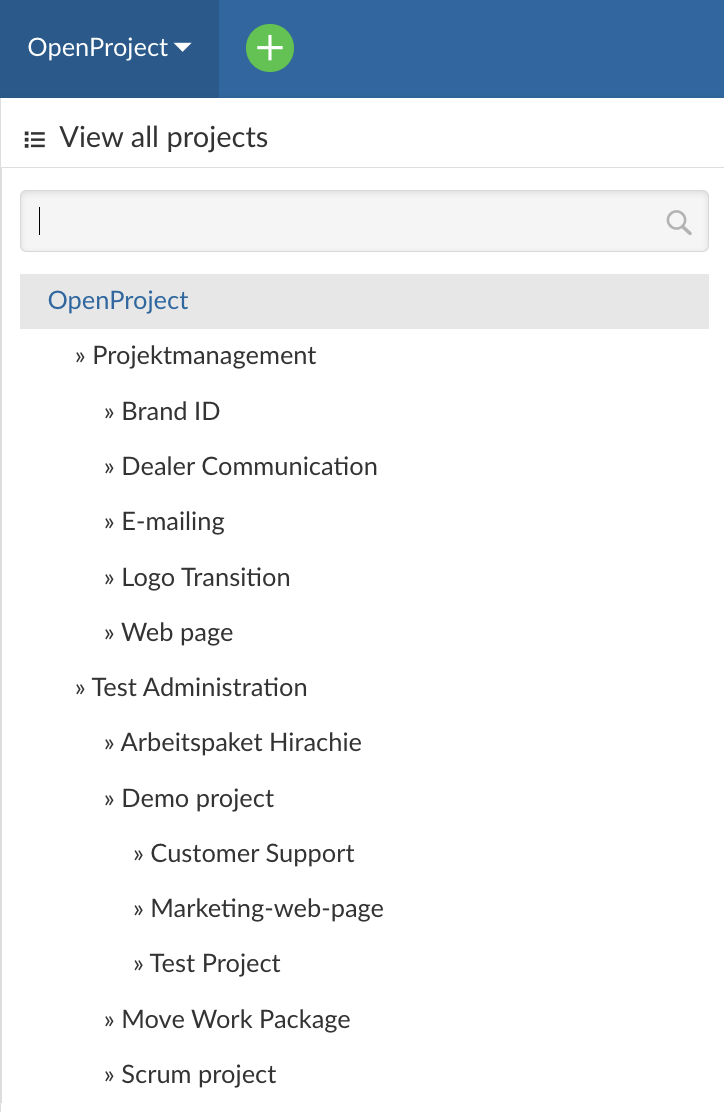 OpenProject
View all projects
OpenProject
» Projektmanagement
» Brand ID
» Dealer Communication
» E-mailing
» Logo Transition
» Web page
» Test Administration
» Arbeitspaket Hirachie
» Demo project
» Customer Support
» Marketing-web-page
» Test Project
» Move Work Package
» Scrum project